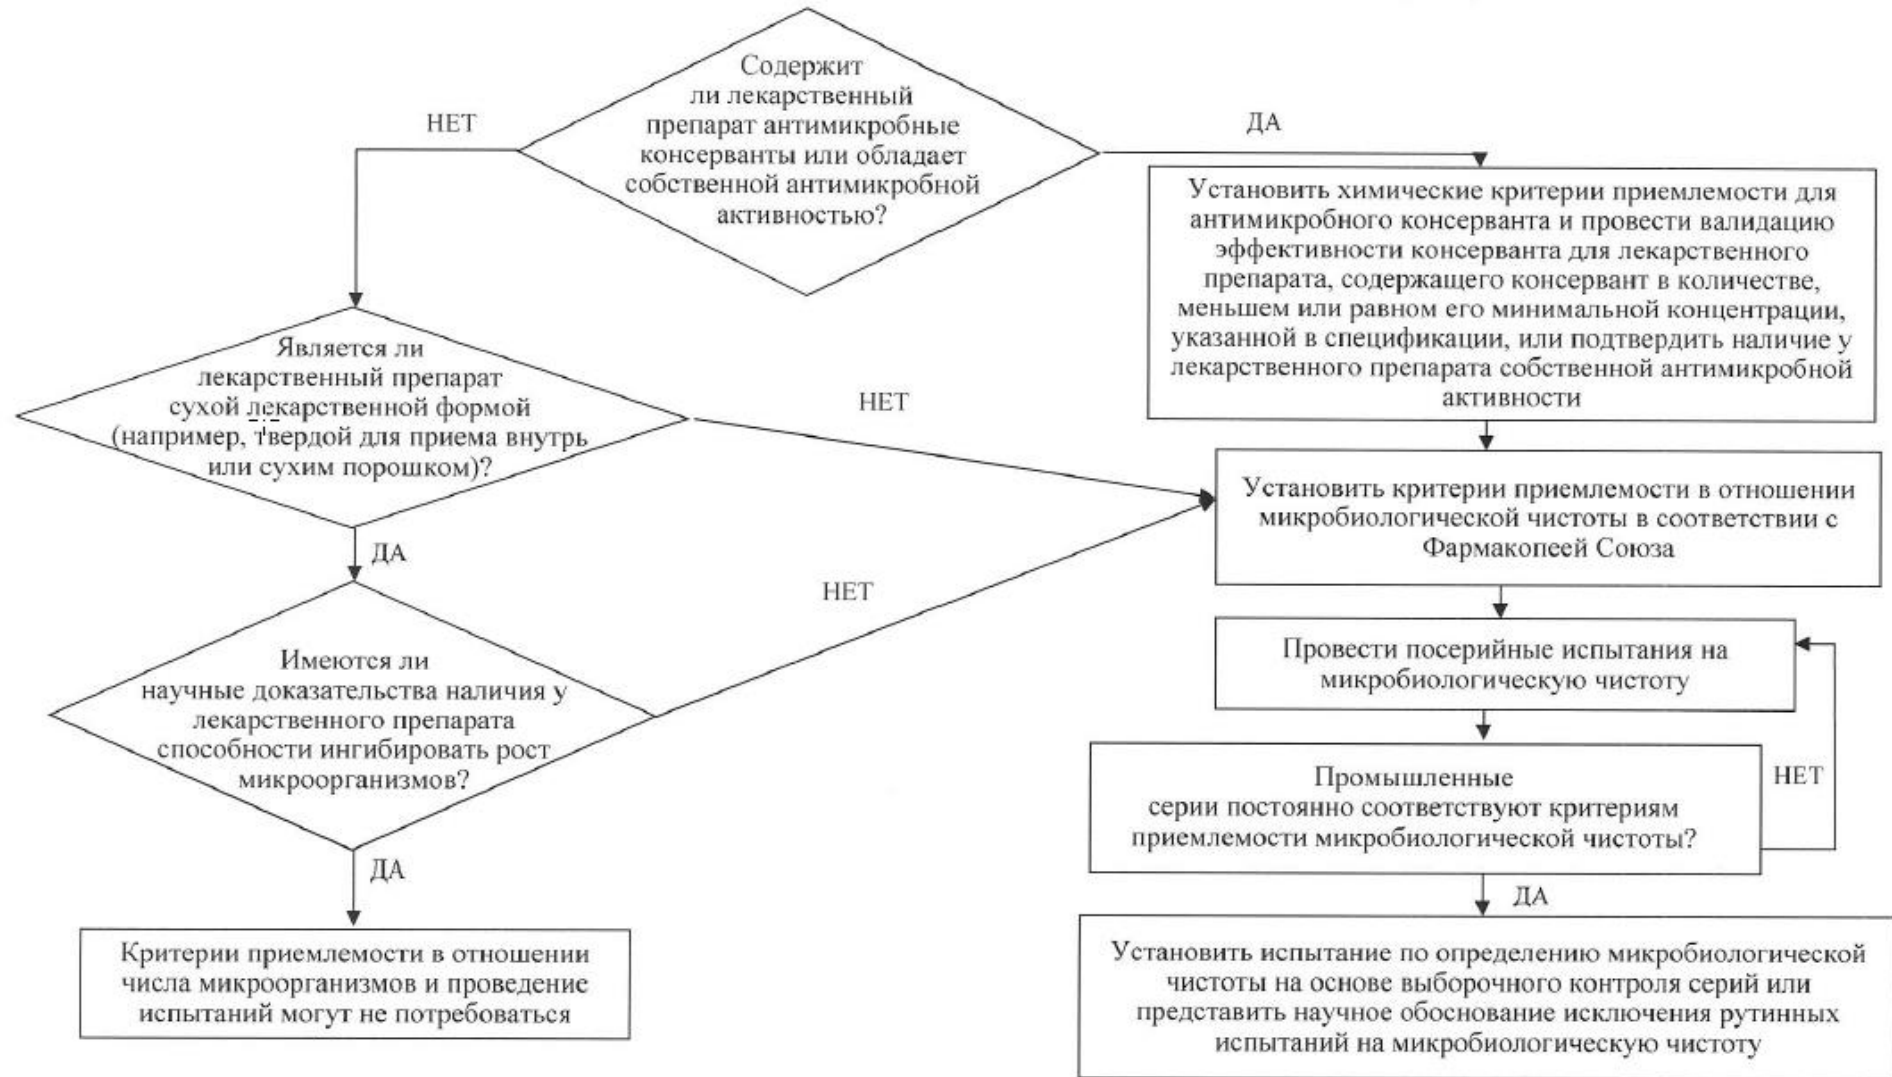 Содержит
ли лекарственный
препарат антимикробные
консерванты или обладает
собственной антимикробной
активностью?
НЕТ
ДА
Установить химические критерии приемлемости для
антимикробного консерванта и провести валидацию
эффективности консерванта для лекарственного
препарата, содержащего консервант в количестве,
меньшем или равном его минимальной концентрации,
указанной в спецификации, или подтвердить наличие у
лекарственного препарата собственной антимикробной
активности
Является ли
лекарственный препарат
сухой лекарственной формой
(например, твердой для приема внутрь
или сухим порошком)?
НЕТ
ДА
Установить критерии приемлемости в отношении
микробиологической чистоты в соответствии с
Фармакопеей Союза
Имеются ли
научные доказательства наличия у
лекарственного препарата
способности ингибировать рост
микроорганизмов?
НЕТ
ДА
Провести посерийные испытания на
микробиологическую чистоту
Промышленные
серии постоянно соответствуют критериям
приемлемости микробиологической чистоты?
НЕТ
ДА
Критерии приемлемости в отношении
числа микроорганизмов и проведение
испытаний могут не потребоваться
Установить испытание по определению микробиологической
чистоты на основе выборочного контроля серий или
представить научное обоснование исключения рутинных
испытаний на микробиологическую чистоту